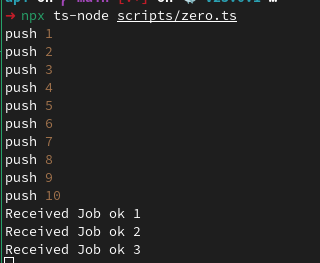 → npx ts-node scripts/zero.ts
push 1
push 2
push 3
push 4
push 5
push 6
push 7
push 8
push 9
push 10
Received Job ok 1
Received Job ok 2
Received Job ok 3